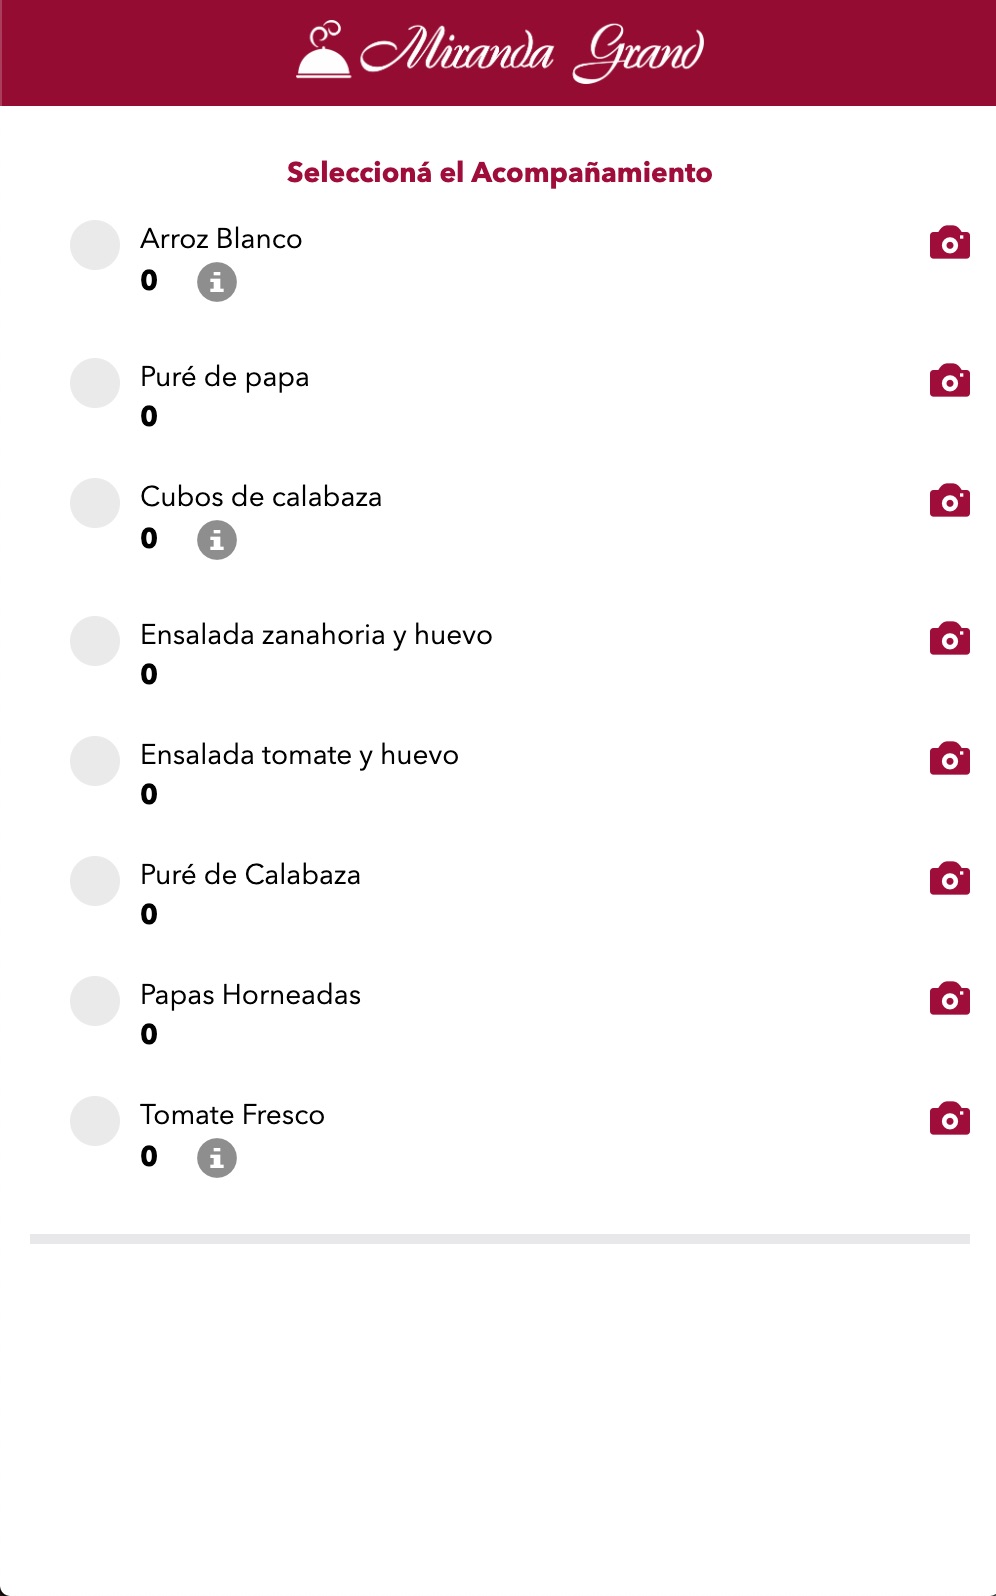 Miranda Grand
Seleccioná el Acompañamiento
Arroz Blanco
0
Puré de papa
0
Cubos de calabaza
0
Ensalada zanahoria y huevo
0
Ensalada tomate y huevo
0
Puré de Calabaza
0
Papas Horneadas
0
Tomate Fresco
0